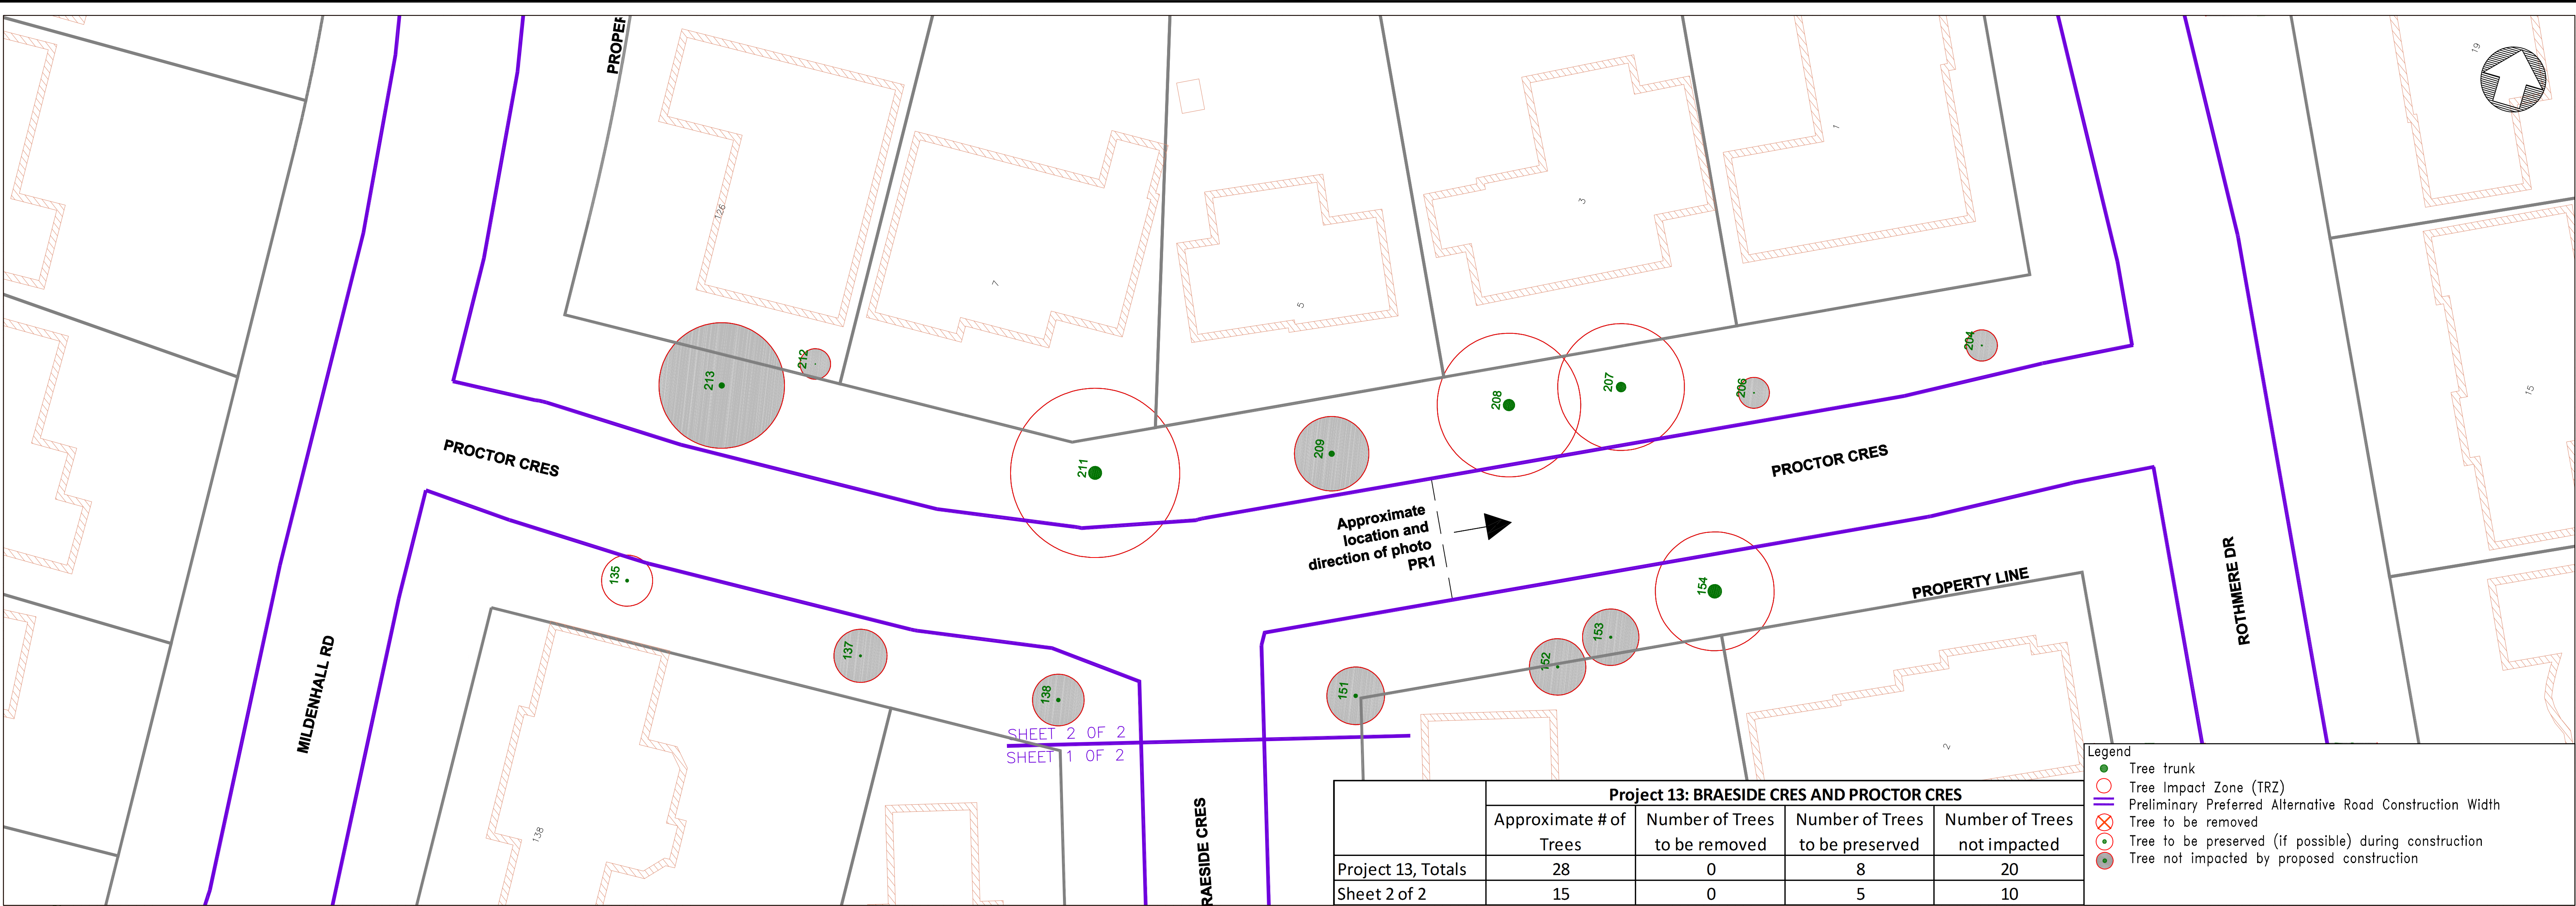 PROPER
19
126
7
5
3
1
15
213
212
211
209
208
207
206
204
PROCTOR CRES
PROCTOR CRES
Approximate
location and
direction of photo
PR1
135
137
138
151
152
153
154
PROPERTY LINE
ROTHMERE DR
MILDENHALL RD
138
2
SHEET 2 OF 2
SHEET 1 OF 2
RAESIDE CRES
Project 13: BRAESIDE CRES AND PROCTOR CRES
Approximate # of Trees Number of Trees to be removed Number of Trees to be preserved Number of Trees not impacted
Project 13, Totals 28 0 8 20
Sheet 2 of 2 15 0 5 10
Legend
Tree trunk
Tree Impact Zone (TRZ)
Preliminary Preferred Alternative Road Construction Width
Tree to be removed
Tree to be preserved (if possible) during construction
Tree not impacted by proposed construction